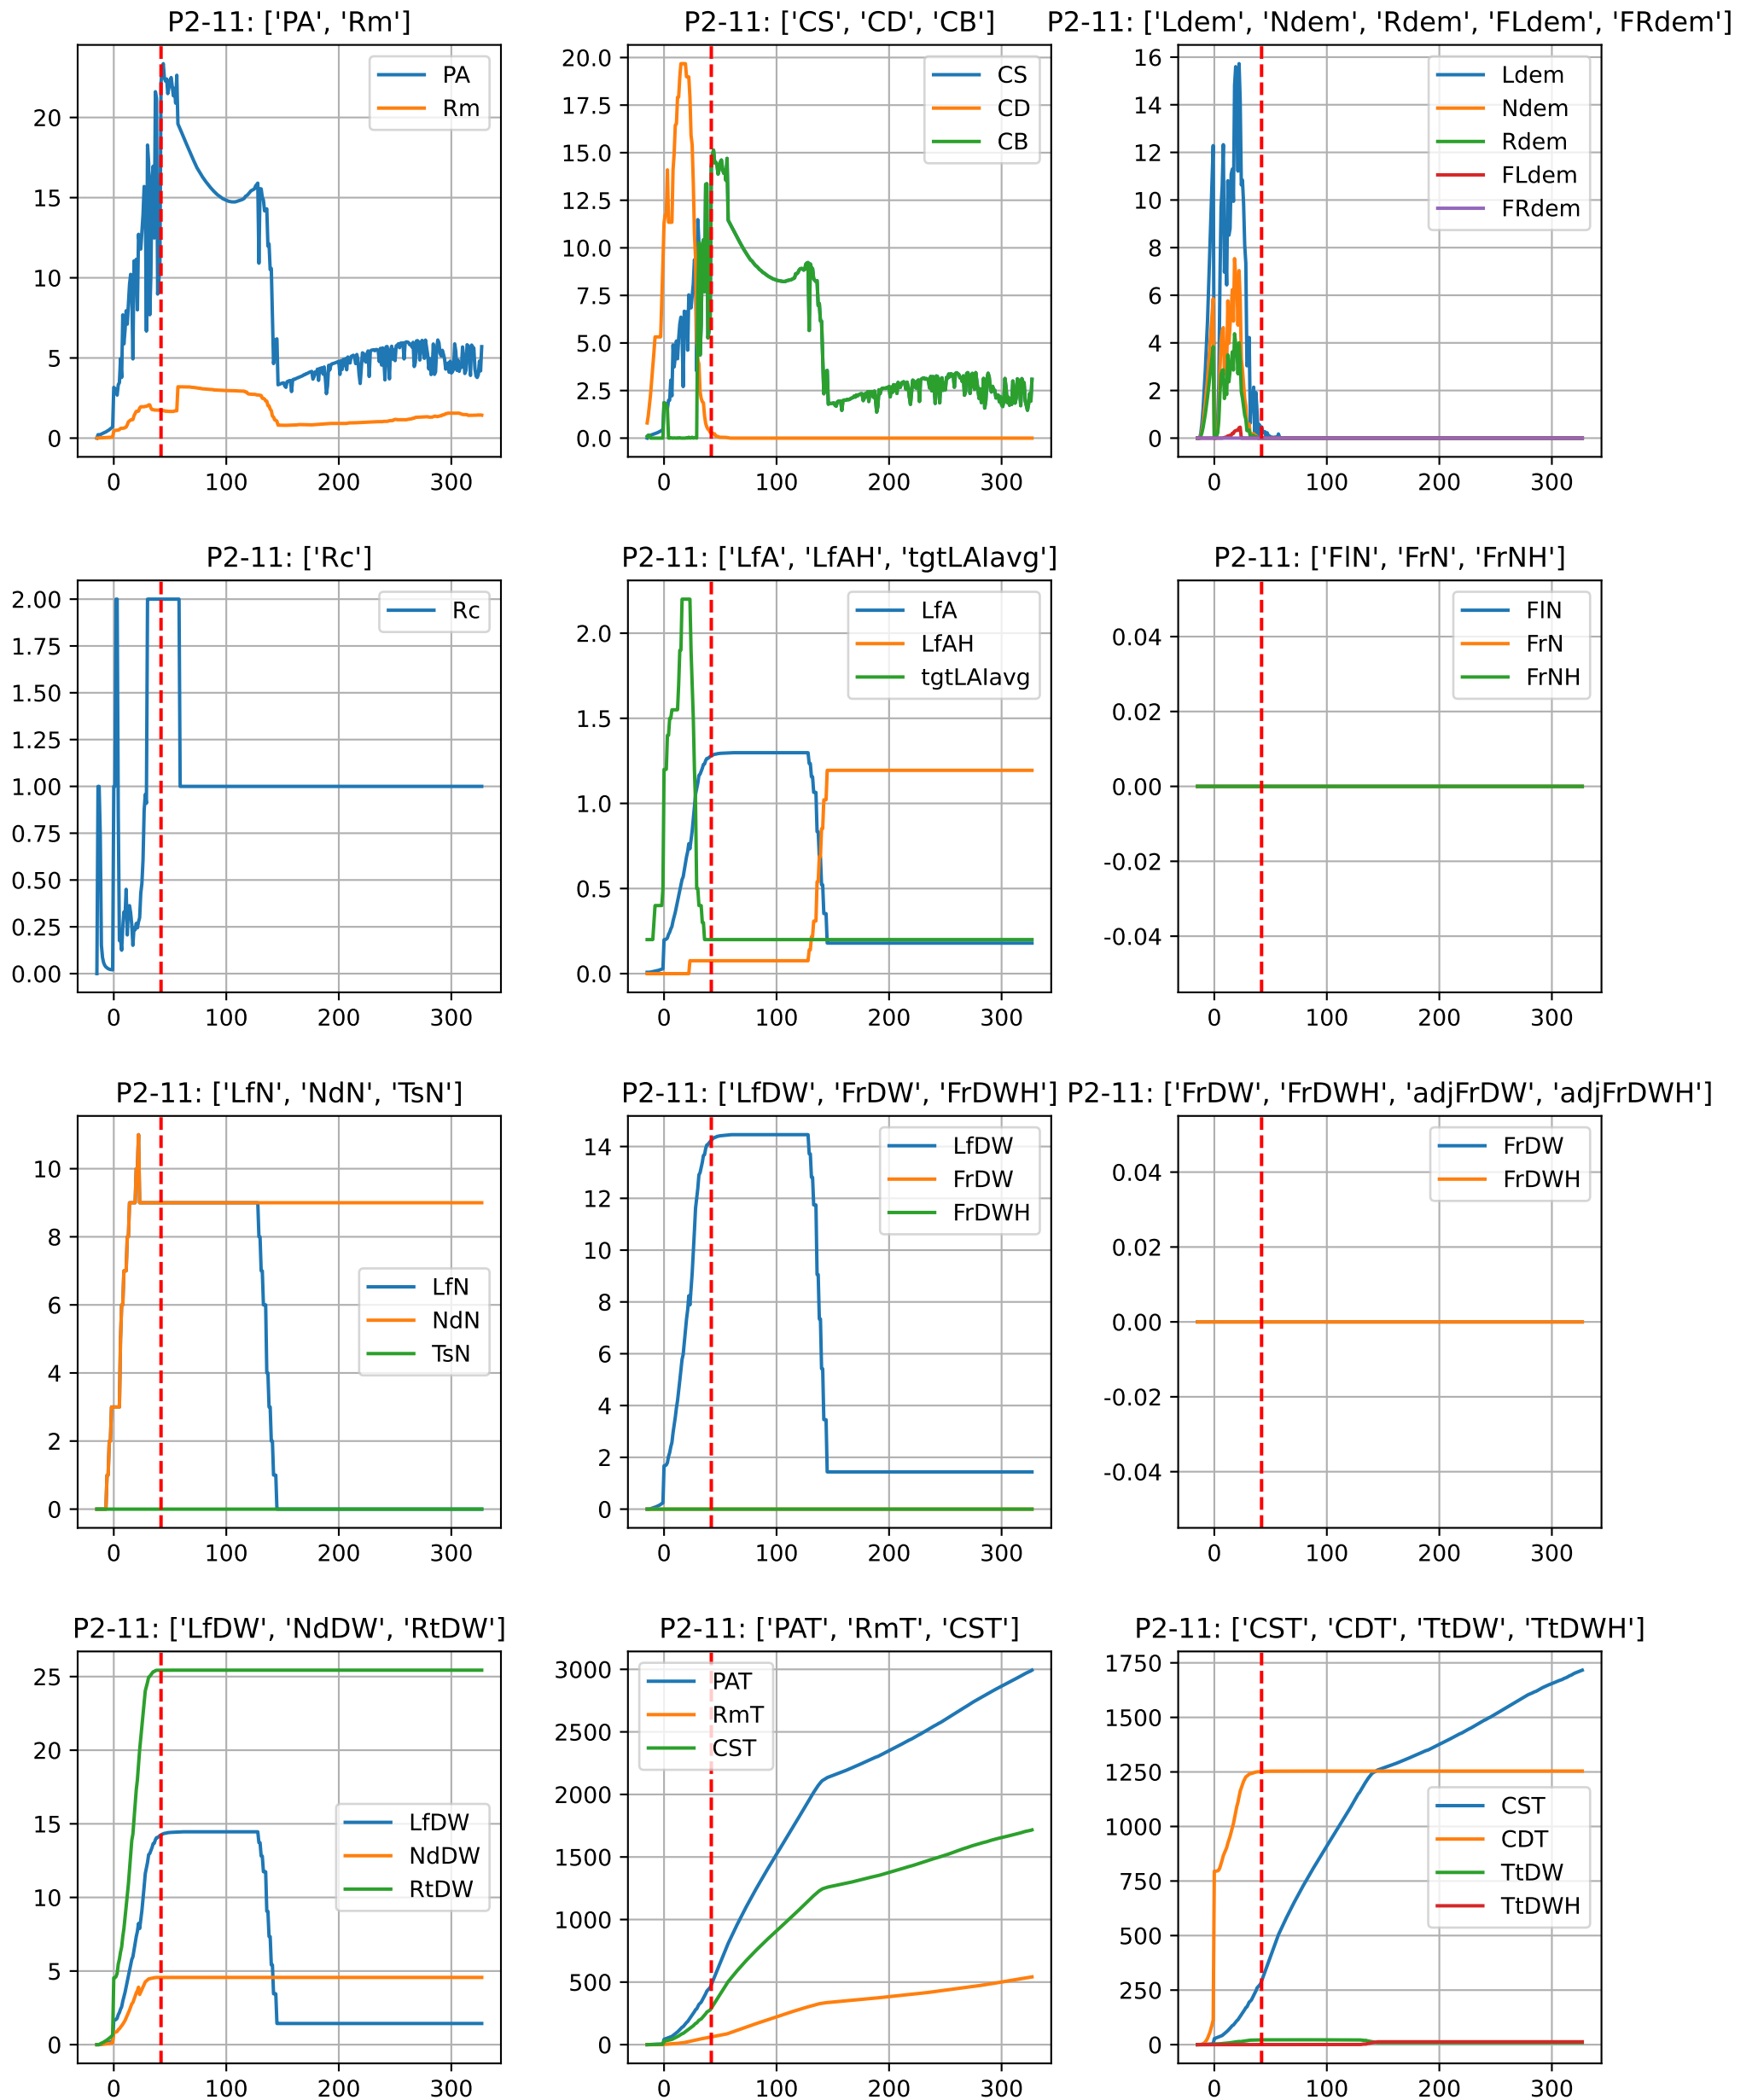 P2-11: ['PA', 'Rm']
P2-11: ['CS', 'CD', 'CB']
P2-11: ['Ldem', 'Ndem', 'Rdem', 'FLdem', 'FRdem']
20
15
10
5
0
0 100 200 300
PA
Rm
20.0
17.5
15.0
12.5
10.0
7.5
5.0
2.5
0.0
0 100 200 300
CS
CD
CB
16
14
12
10
8
6
4
2
0
0 100 200 300
Ldem
Ndem
Rdem
FLdem
FRdem
P2-11: ['Rc']
P2-11: ['LfA', 'LfAH', 'tgtLAIavg']
P2-11: ['FlN', 'FrN', 'FrNH']
2.00
1.75
1.50
1.25
1.00
0.75
0.50
0.25
0.00
0 100 200 300
Rc
2.0
1.5
1.0
0.5
0.0
0 100 200 300
LfA
LfAH
tgtLAIavg
0.04
0.02
0.00
-0.02
-0.04
0 100 200 300
FlN
FrN
FrNH
P2-11: ['LfN', 'NdN', 'TsN']
P2-11: ['LfDW', 'FrDW', 'FrDWH']
P2-11: ['FrDW', 'FrDWH', 'adjFrDW', 'adjFrDWH']
10
8
6
4
2
0
0 100 200 300
LfN
NdN
TsN
14
12
10
8
6
4
2
0
0 100 200 300
LfDW
FrDW
FrDWH
0.04
0.02
0.00
-0.02
-0.04
0 100 200 300
FrDW
FrDWH
P2-11: ['LfDW', 'NdDW', 'RtDW']
P2-11: ['PAT', 'RmT', 'CST']
P2-11: ['CST', 'CDT', 'TtDW', 'TtDWH']
25
20
15
10
5
0
0 100 200 300
LfDW
NdDW
RtDW
3000
2500
2000
1500
1000
500
0
0 100 200 300
PAT
RmT
CST
1750
1500
1250
1000
750
500
250
0
0 100 200 300
CST
CDT
TtDW
TtDWH